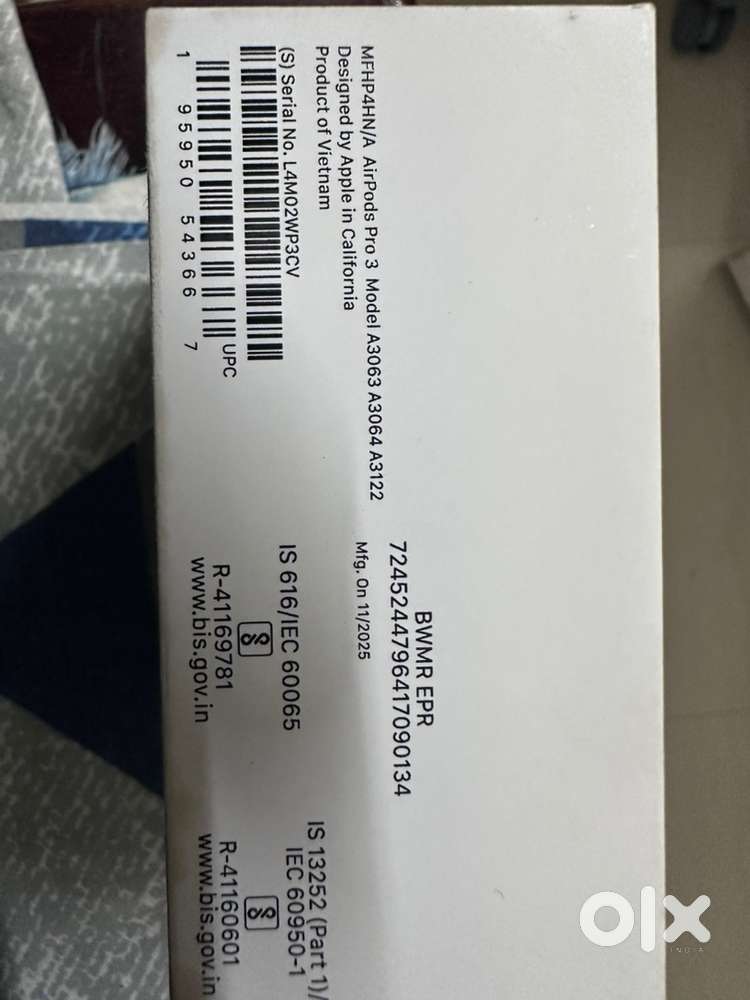 MFHP4HN/A AirPods Pro 3 Model A3063 A3064 A3122
Designed by Apple in California
Product of Vietnam
(S) Serial No. L4M02WP3CV
UPC
1 95950 54366 7
BWMR EPR
7245244796417090134
Mfg. On 11/2025
IS 616/IEC 60065
R-41169781
www.bis.gov.in
IS 13252 (Part 1)/
IEC 60950-1
R-41160601
www.bis.gov.in
olx
INDIA